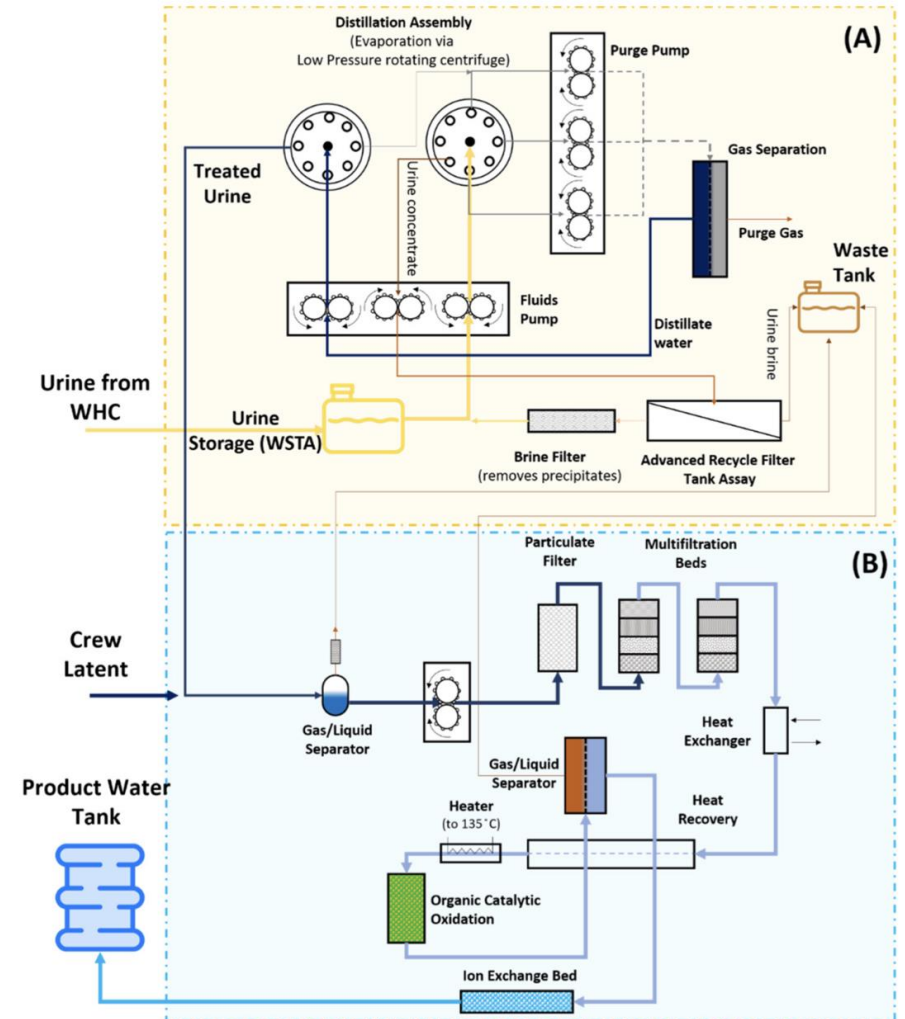 Distillation Assembly
(Evaporation via
Low Pressure rotating centrifuge)
Purge Pump
(A)
Treated
Urine
Urine concentrate
Gas Separation
Purge Gas
Waste
Tank
Fluids
Pump
Distillate
water
Urine brine
Urine from
WHC
Urine
Storage (WSTA)
Brine Filter
(removes precipitates)
Advanced Recycle Filter
Tank Assay
Particulate
Filter
Multifiltration
Beds
(B)
Crew
Latent
Gas/Liquid
Separator
Heat
Exchanger
Gas/Liquid
Separator
Product Water
Tank
Heater
(to 135˚C)
Heat
Recovery
Organic Catalytic
Oxidation
Ion Exchange Bed